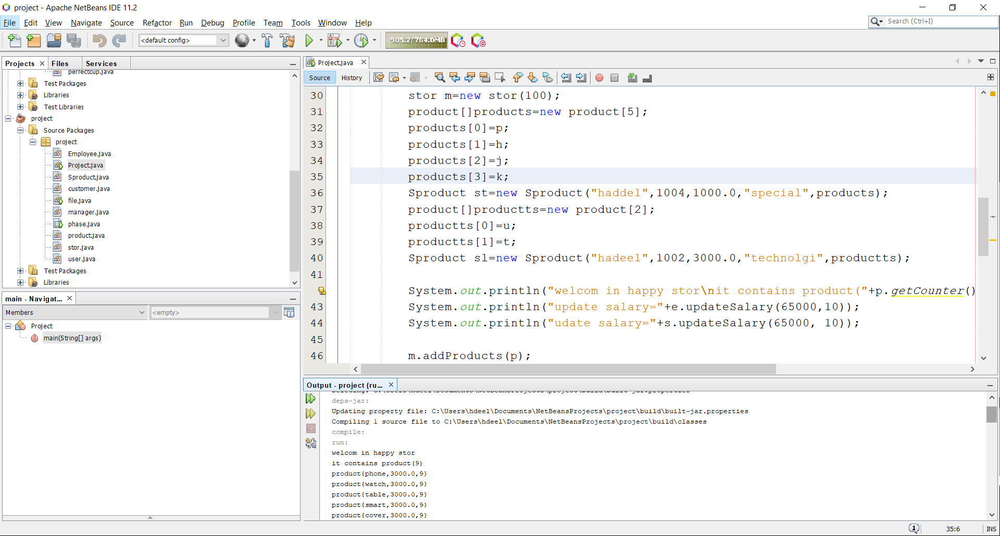 project - Apache NetBeans IDE 11.2
File Edit View Navigate Source Refactor Run Debug Profile Team Tools Window Help
Search (Ctrl+I)
<default config>
505.2/764.0MB
Projects Files Services
perfectcup.java
Test Packages
Libraries
Test Libraries
project
Source Packages
project
Employee.java
Project.java
Sproduct.java
customer.java
file.java
manager.java
phase.java
product.java
stor.java
user.java
Test Packages
Libraries
main - Navigat...
Members
<empty>
Project
main(String[] args)
Project.java
Source History
30 stor m=new stor(100);
31 product[]products=new product[5];
32 products[0]=p;
33 products[1]=h;
34 products[2]=j;
35 products[3]=k;
36 Sproduct st=new Sproduct("haddel",1004,1000.0,"special",products);
37 product[]productts=new product[2];
38 productts[0]=u;
39 productts[1]=t;
40 Sproduct sl=new Sproduct("hadeel",1002,3000.0,"technolgi",productts);
41
System.out.println("welcom in happy stor\nit contains product("+p.getCounter()
43 System.out.println("update salary="+e.updateSalary(65000,10));
44 System.out.println("udate salary="+s.updateSalary(65000, 10));
45
46 m.addProducts(p);
Output - project (ru...
Deleting: C:\Users\hdeel\Documents\NetBeansProjects\project\build\built-jar.properties
deps-jar:
Updating property file: C:\Users\hdeel\Documents\NetBeansProjects\project\build\built-jar.properties
Compiling 1 source file to C:\Users\hdeel\Documents\NetBeansProjects\project\build\classes
compile:
run:
welcom in happy stor
it contains product(9)
product{phone,3000.0,9}
product{watch,3000.0,9}
product{table,3000.0,9}
product{smart,3000.0,9}
product{cover,3000.0,9}
1
35:6
INS